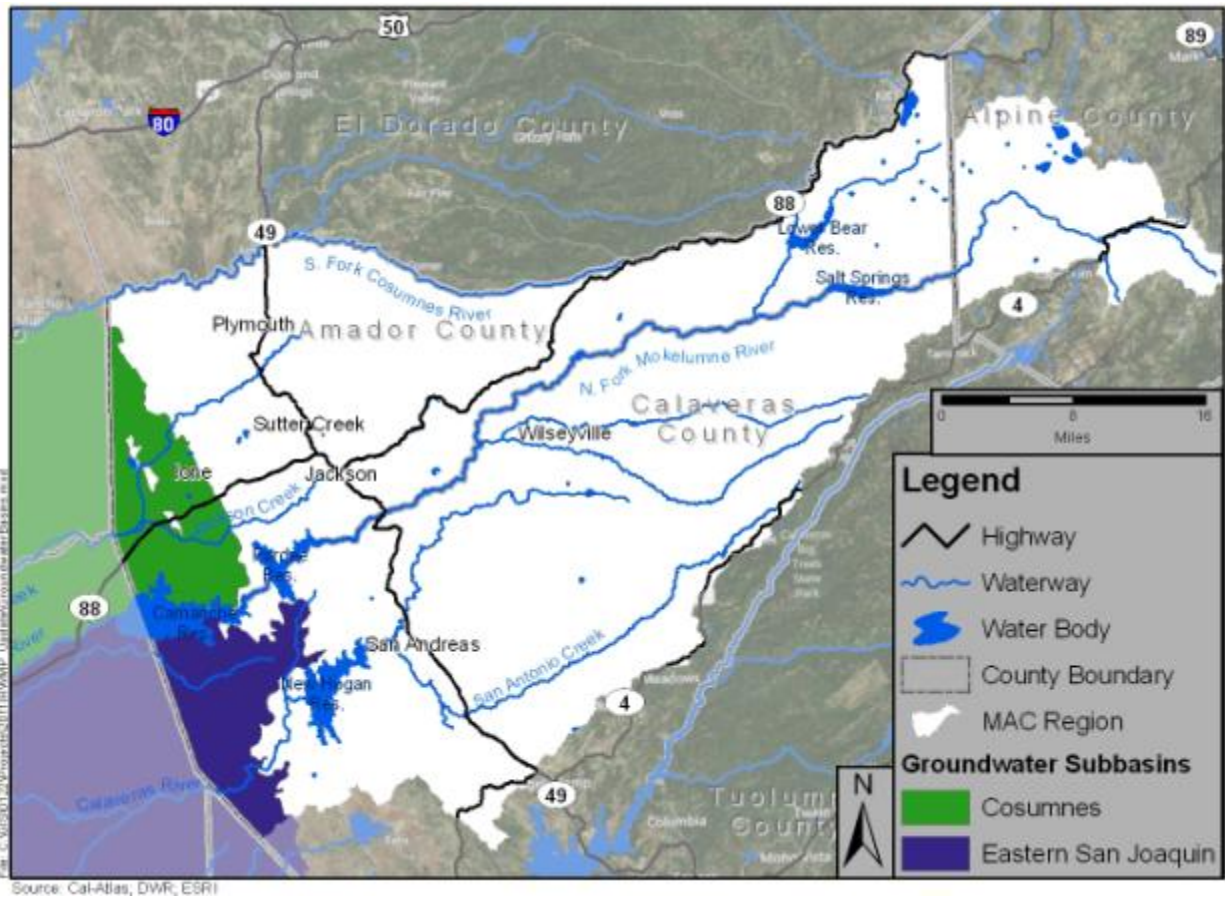 50
89
80
El Dorado County
Alpine County
49
88
Lower Bear
Res.
Salt Springs
Res.
S. Fork Cosumnes River
Plymouth
Amador County
4
N. Fork Mokelumne River
Calaveras
County
Sutter Creek
Wilseyville
Ione
Jackson
0
8
16
Miles
Legend
Highway
Waterway
Water Body
County Boundary
MAC Region
Groundwater Subbasins
Cosumnes
Eastern San Joaquin
Res.
88
Camanche
Res.
San Andreas
New Hogan
Res.
San Antonio Creek
4
Calaveras River
49
N
County
Columbia
Source: Cal-Atlas; DWR; ESRI